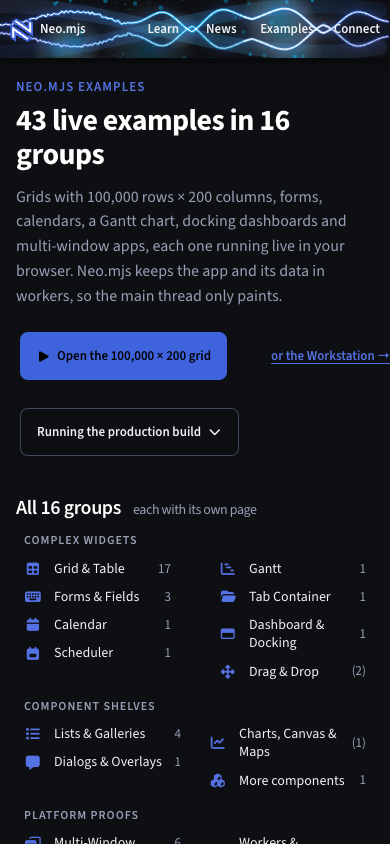 Neo.mjs Learn News Examples Connect
NEO.MJS EXAMPLES
43 live examples in 16
groups
Grids with 100,000 rows × 200 columns, forms,
calendars, a Gantt chart, docking dashboards and
multi-window apps, each one running live in your
browser. Neo.mjs keeps the app and its data in
workers, so the main thread only paints.
Open the 100,000 × 200 grid
or the Workstation →
Running the production build
All 16 groups each with its own page
COMPLEX WIDGETS
Grid & Table 17
Forms & Fields 3
Calendar 1
Scheduler 1
Gantt 1
Tab Container 1
Dashboard &
Docking 1
Drag & Drop (2)
COMPONENT SHELVES
Lists & Galleries 4
Dialogs & Overlays 1
Charts, Canvas &
Maps (1)
More components 1
PLATFORM PROOFS
Multi-Window 6
Workers &